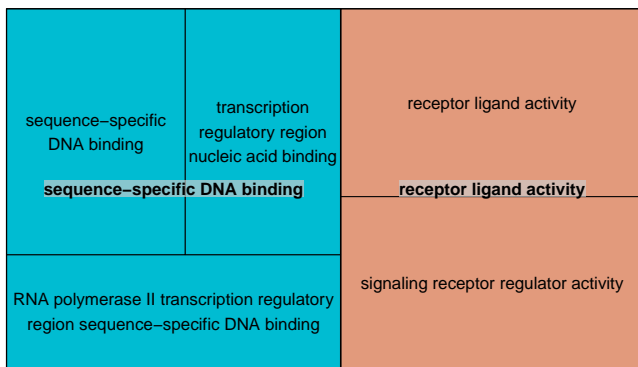 sequence−specific
DNA binding
transcription
regulatory region
nucleic acid binding
sequence−specific DNA binding
RNA polymerase II transcription regulatory
region sequence−specific DNA binding
receptor ligand activity
receptor ligand activity
signaling receptor regulator activity